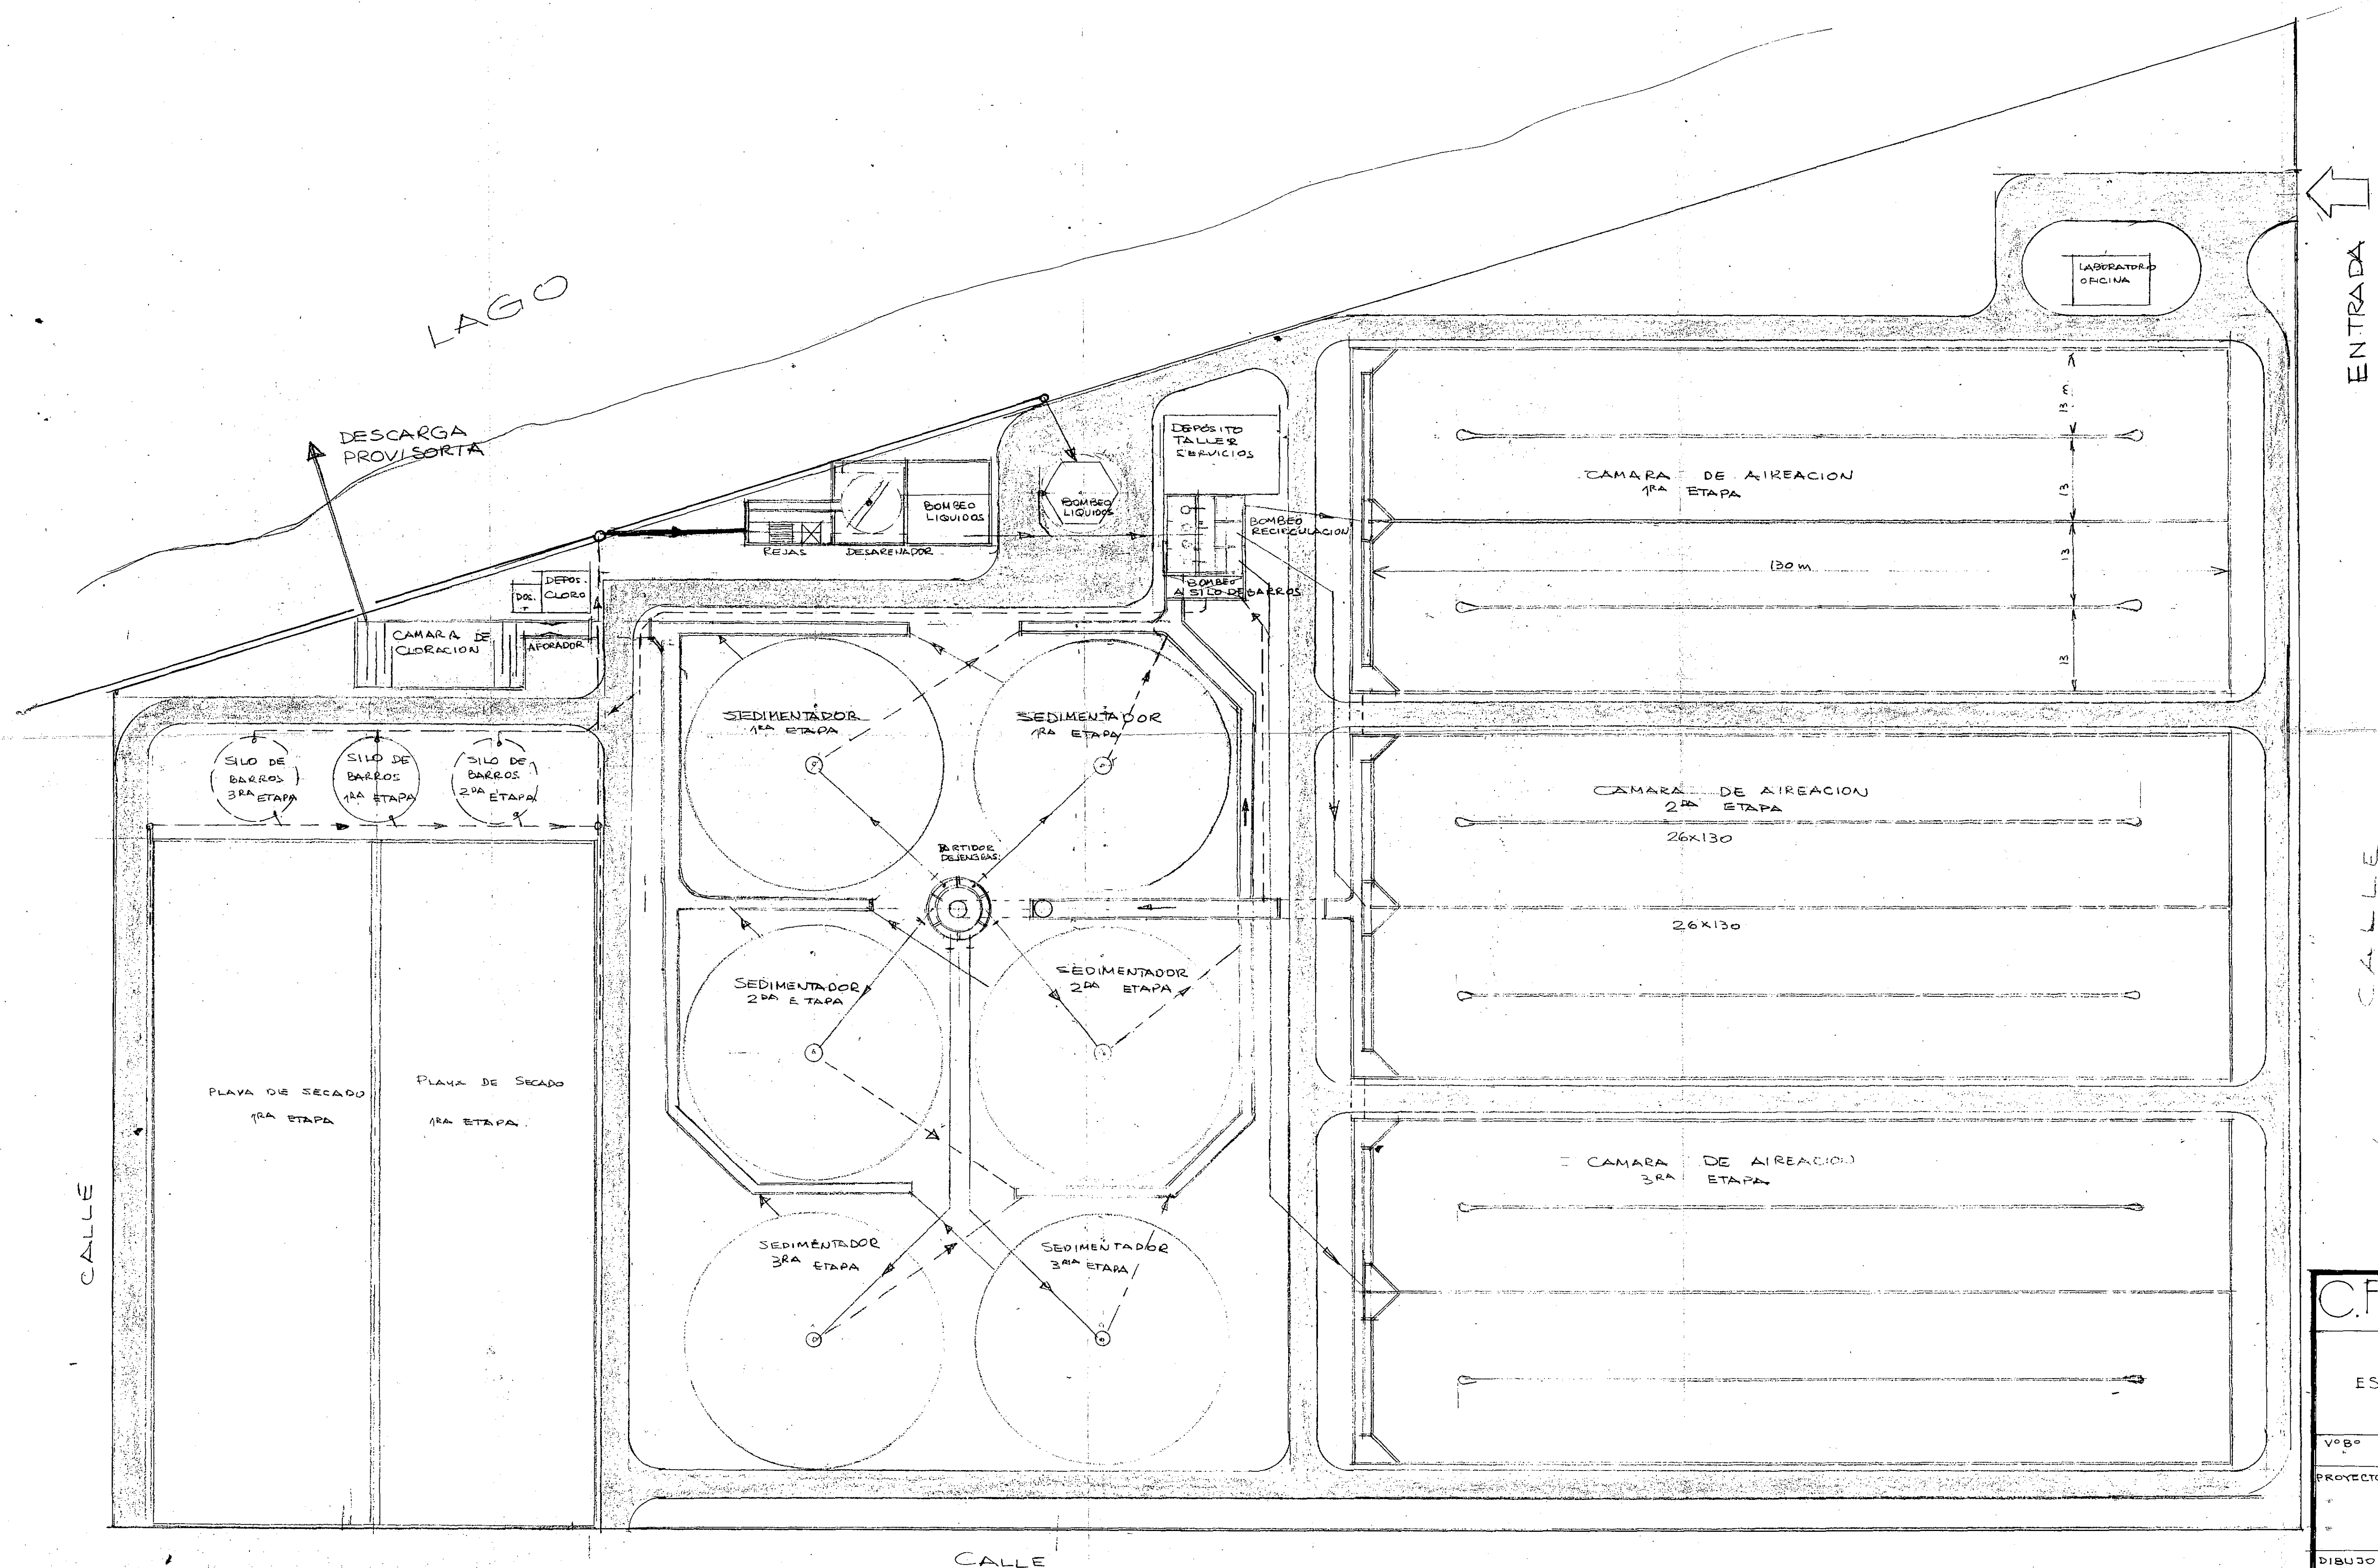 LAGO
ENTRADA
LABORATORIO
OFICINA
DESCARGA
PROVISORIA
DEPÓSITO
TALLER
SERVICIOS
BOMBEO
LIQUIDOS
BOMBEO
LIQUIDOS
REJAS
DESARENADOR
BOMBEO
RECIRCULACION
BOMBEO
A SILO DE BARROS
DEPOS.
CLORO
DOS.
CAMARA DE
CLORACION
AFORADOR
CAMARA DE AIREACION
1RA ETAPA
13 m
13
13
13
130 m
SEDIMENTADOR
1RA ETAPA
SEDIMENTADOR
1RA ETAPA
SILO DE
BARROS
3RA ETAPA
SILO DE
BARROS
1RA ETAPA
SILO DE
BARROS
2DA ETAPA
CAMARA DE AIREACION
2DA ETAPA
26X130
26X130
PARTIDOR
CALLE
SEDIMENTADOR
2DA ETAPA
SEDIMENTADOR
2DA ETAPA
PLAYA DE SECADO
1RA ETAPA
PLAYA DE SECADO
1RA ETAPA
CAMARA DE AIREACION
3RA ETAPA
CALLE
SEDIMENTADOR
3RA ETAPA
SEDIMENTADOR
3RA ETAPA
C.F
ES
VºBº
PROYECTO
DIBUJO
CALLE